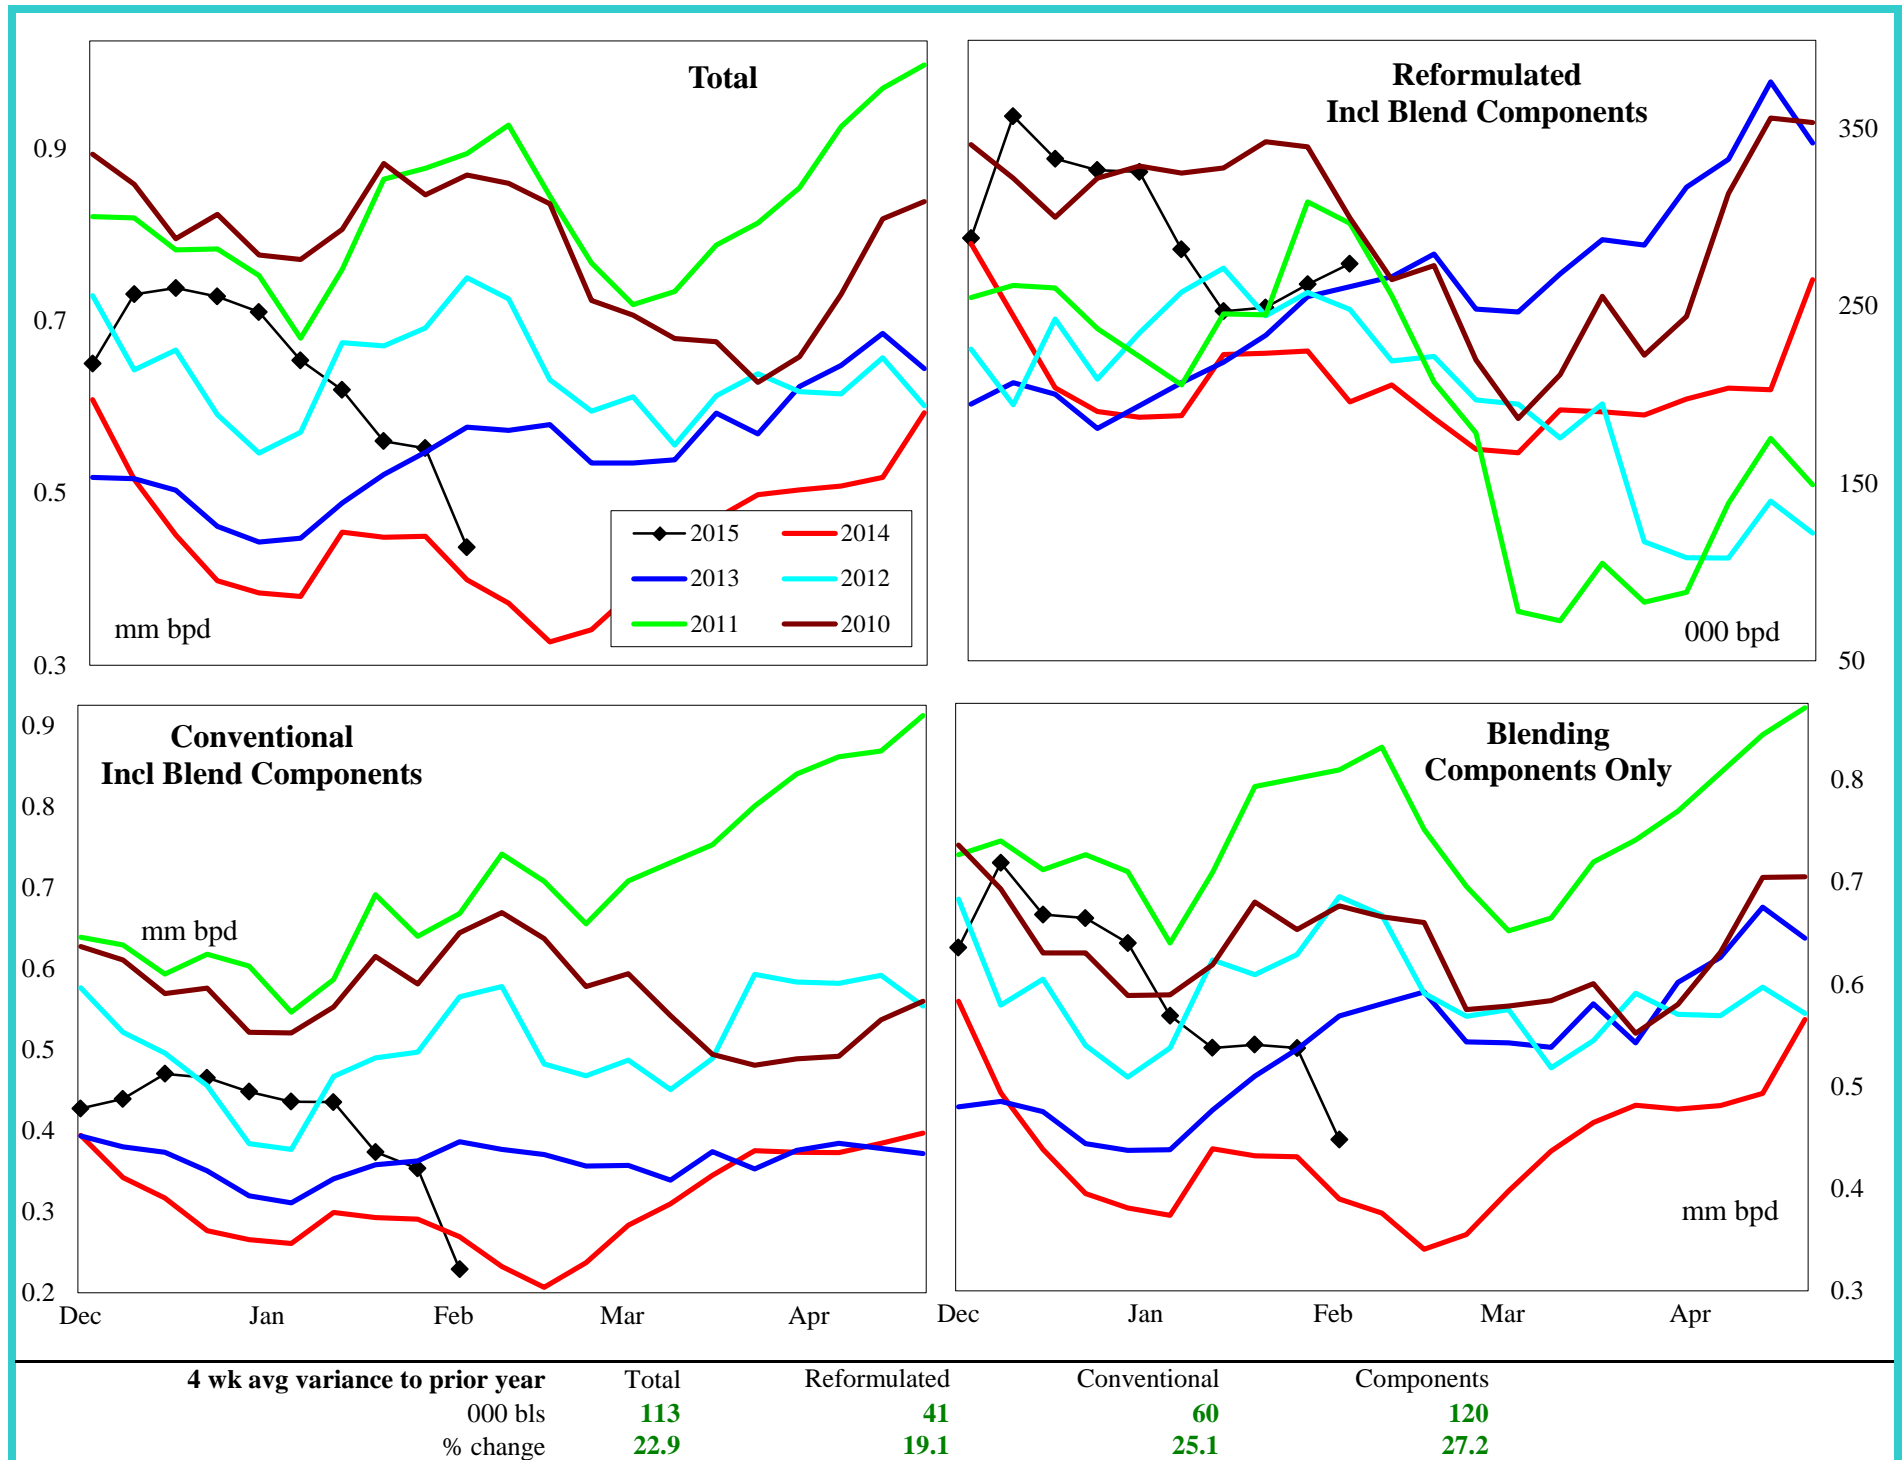 Total
0.9
0.7
0.5
0.3
mm bpd
2015
2014
2013
2012
2011
2010
Reformulated
Incl Blend Components
350
250
150
50
000 bpd
Conventional
Incl Blend Components
mm bpd
0.9
0.8
0.7
0.6
0.5
0.4
0.3
0.2
Dec Jan Feb Mar Apr
Blending
Components Only
0.8
0.7
0.6
0.5
0.4
0.3
mm bpd
Dec Jan Feb Mar Apr
4 wk avg variance to prior year Total Reformulated Conventional Components
000 bls 113 41 60 120
% change 22.9 19.1 25.1 27.2